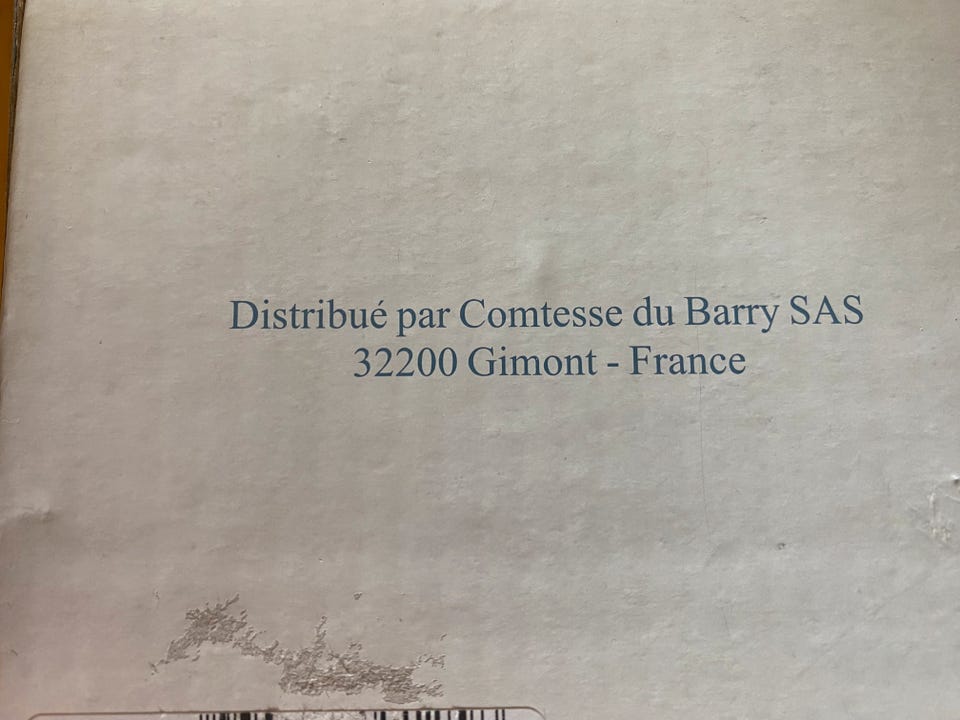 Distribué par Comtesse du Barry SAS
32200 Gimont - France